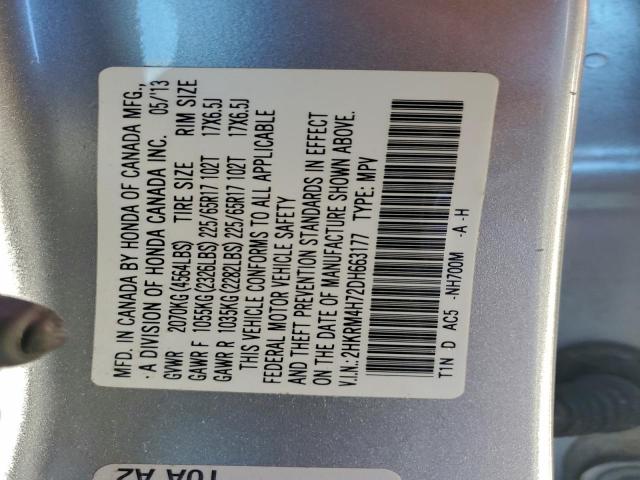 MFD. IN CANADA BY HONDA OF CANADA MFG.,
A DIVISION OF HONDA CANADA INC. 05/'13
GVWR 2070KG (4564LBS) TIRE SIZE RIM SIZE
GAWR F 1055KG (2326LBS) 225/65R17 102T 17X6.5J
GAWR R 1035KG (2282LBS) 225/65R17 102T 17X6.5J
THIS VEHICLE CONFORMS TO ALL APPLICABLE
FEDERAL MOTOR VEHICLE SAFETY
AND THEFT PREVENTION STANDARDS IN EFFECT
ON THE DATE OF MANUFACTURE SHOWN ABOVE.
V.I.N.: 2HKRM4H72DH663177 TYPE: MPV
T1N D AC5 -NH700M -A -H